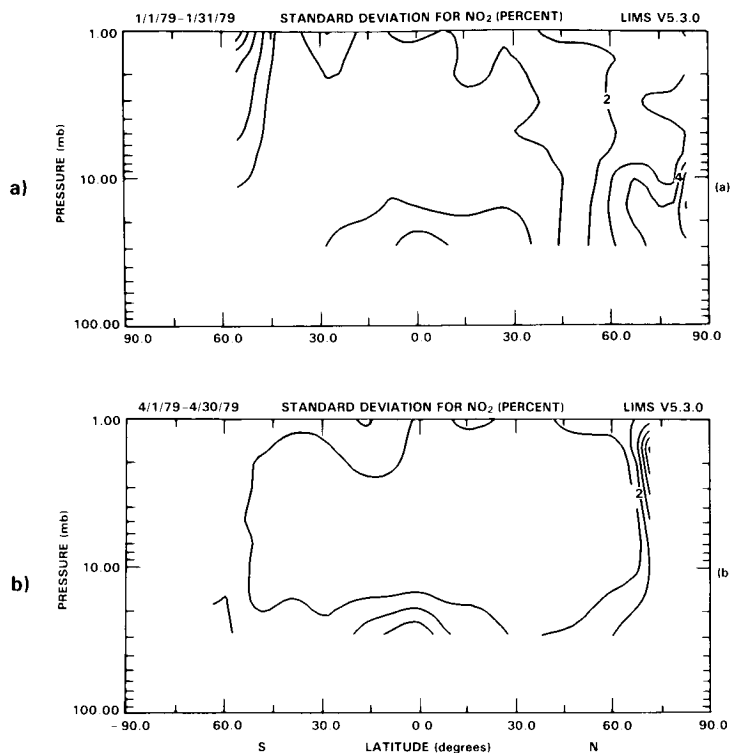 1/1/79–1/31/79 STANDARD DEVIATION FOR NO₂ (PERCENT) LIMS V5.3.0
1.00
2
PRESSURE (mb)
a)
10.00
4
(a)
100.00
90.0 60.0 30.0 0.0 30.0 60.0 90.0
4/1/79–4/30/79 STANDARD DEVIATION FOR NO₂ (PERCENT) LIMS V5.3.0
1.00
2
PRESSURE (mb)
b)
10.00
(b
100.00
−90.0 60.0 30.0 0.0 30.0 60.0 90.0
S LATITUDE (degrees) N